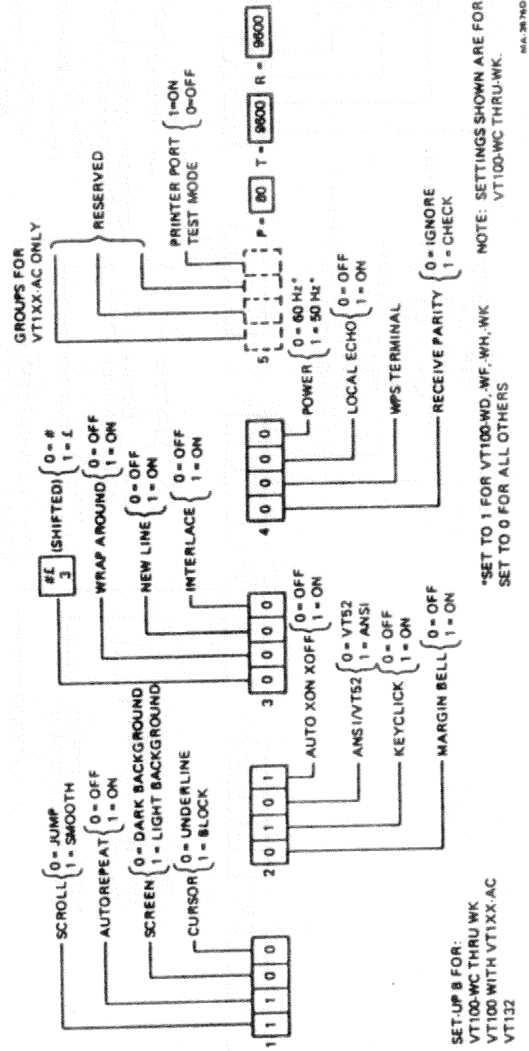 SCROLL { 0 = JUMP
1 = SMOOTH
AUTOREPEAT { 0 = OFF
1 = ON
SCREEN { 0 = DARK BACKGROUND
1 = LIGHT BACKGROUND
CURSOR { 0 = UNDERLINE
1 = BLOCK
1 1 1 0 0
2 0 1 0 1
AUTO XON XOFF { 0 = OFF
1 = ON
ANSI/VT52 { 0 = VT52
1 = ANSI
KEYCLICK { 0 = OFF
1 = ON
MARGIN BELL { 0 = OFF
1 = ON
#£
3
(SHIFTED) { 0 = #
1 = £
WRAP AROUND { 0 = OFF
1 = ON
NEW LINE { 0 = OFF
1 = ON
INTERLACE { 0 = OFF
1 = ON
3 0 0 0 0
4 0 0 0 0
POWER { 0 = 60 Hz*
1 = 50 Hz*
LOCAL ECHO { 0 = OFF
1 = ON
WPS TERMINAL
RECEIVE PARITY { 0 = IGNORE
1 = CHECK
GROUPS FOR
VT1XX-AC ONLY
RESERVED
PRINTER PORT { 1=ON
TEST MODE 0=OFF
5
P = 80 T = 9600 R = 9600
SET-UP B FOR:
VT100-WC THRU WK
VT100 WITH VT1XX-AC
VT132
*SET TO 1 FOR VT100-WD,-WF,-WH,-WK
SET TO 0 FOR ALL OTHERS
NOTE: SETTINGS SHOWN ARE FOR
VT100-WC THRU-WK.